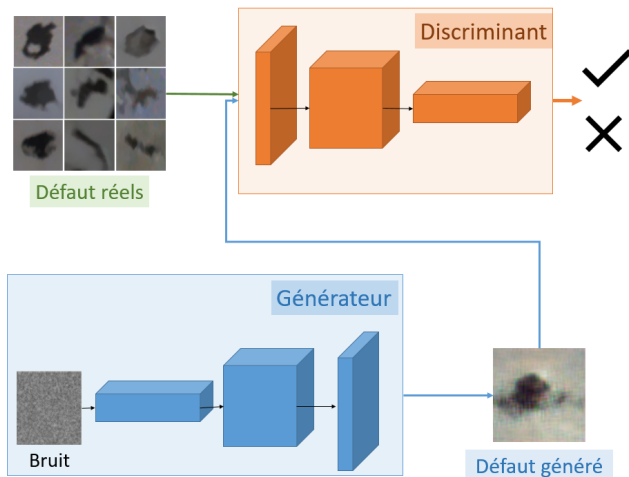 Discriminant
Défaut réels
Générateur
Bruit
Défaut généré